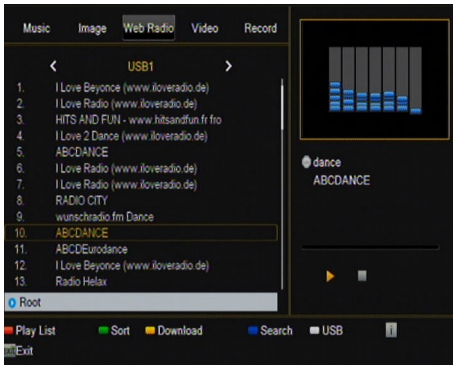 Music Image Web Radio Video Record
USB1
1. I Love Beyonce (www.iloveradio.de)
2. I Love Radio (www.iloveradio.de)
3. HITS AND FUN - www.hitsandfun.fr fro
4. I Love 2 Dance (www.iloveradio.de)
5. ABCDANCE
6. I Love Radio (www.iloveradio.de)
7. I Love Radio (www.iloveradio.de)
8. RADIO CITY
9. wunschradio.fm Dance
10. ABCDANCE
11. ABCDEurodance
12. I Love Beyonce (www.iloveradio.de)
13. Radio Helax
Root
dance
ABCDANCE
Play List Sort Download Search USB i
Exit